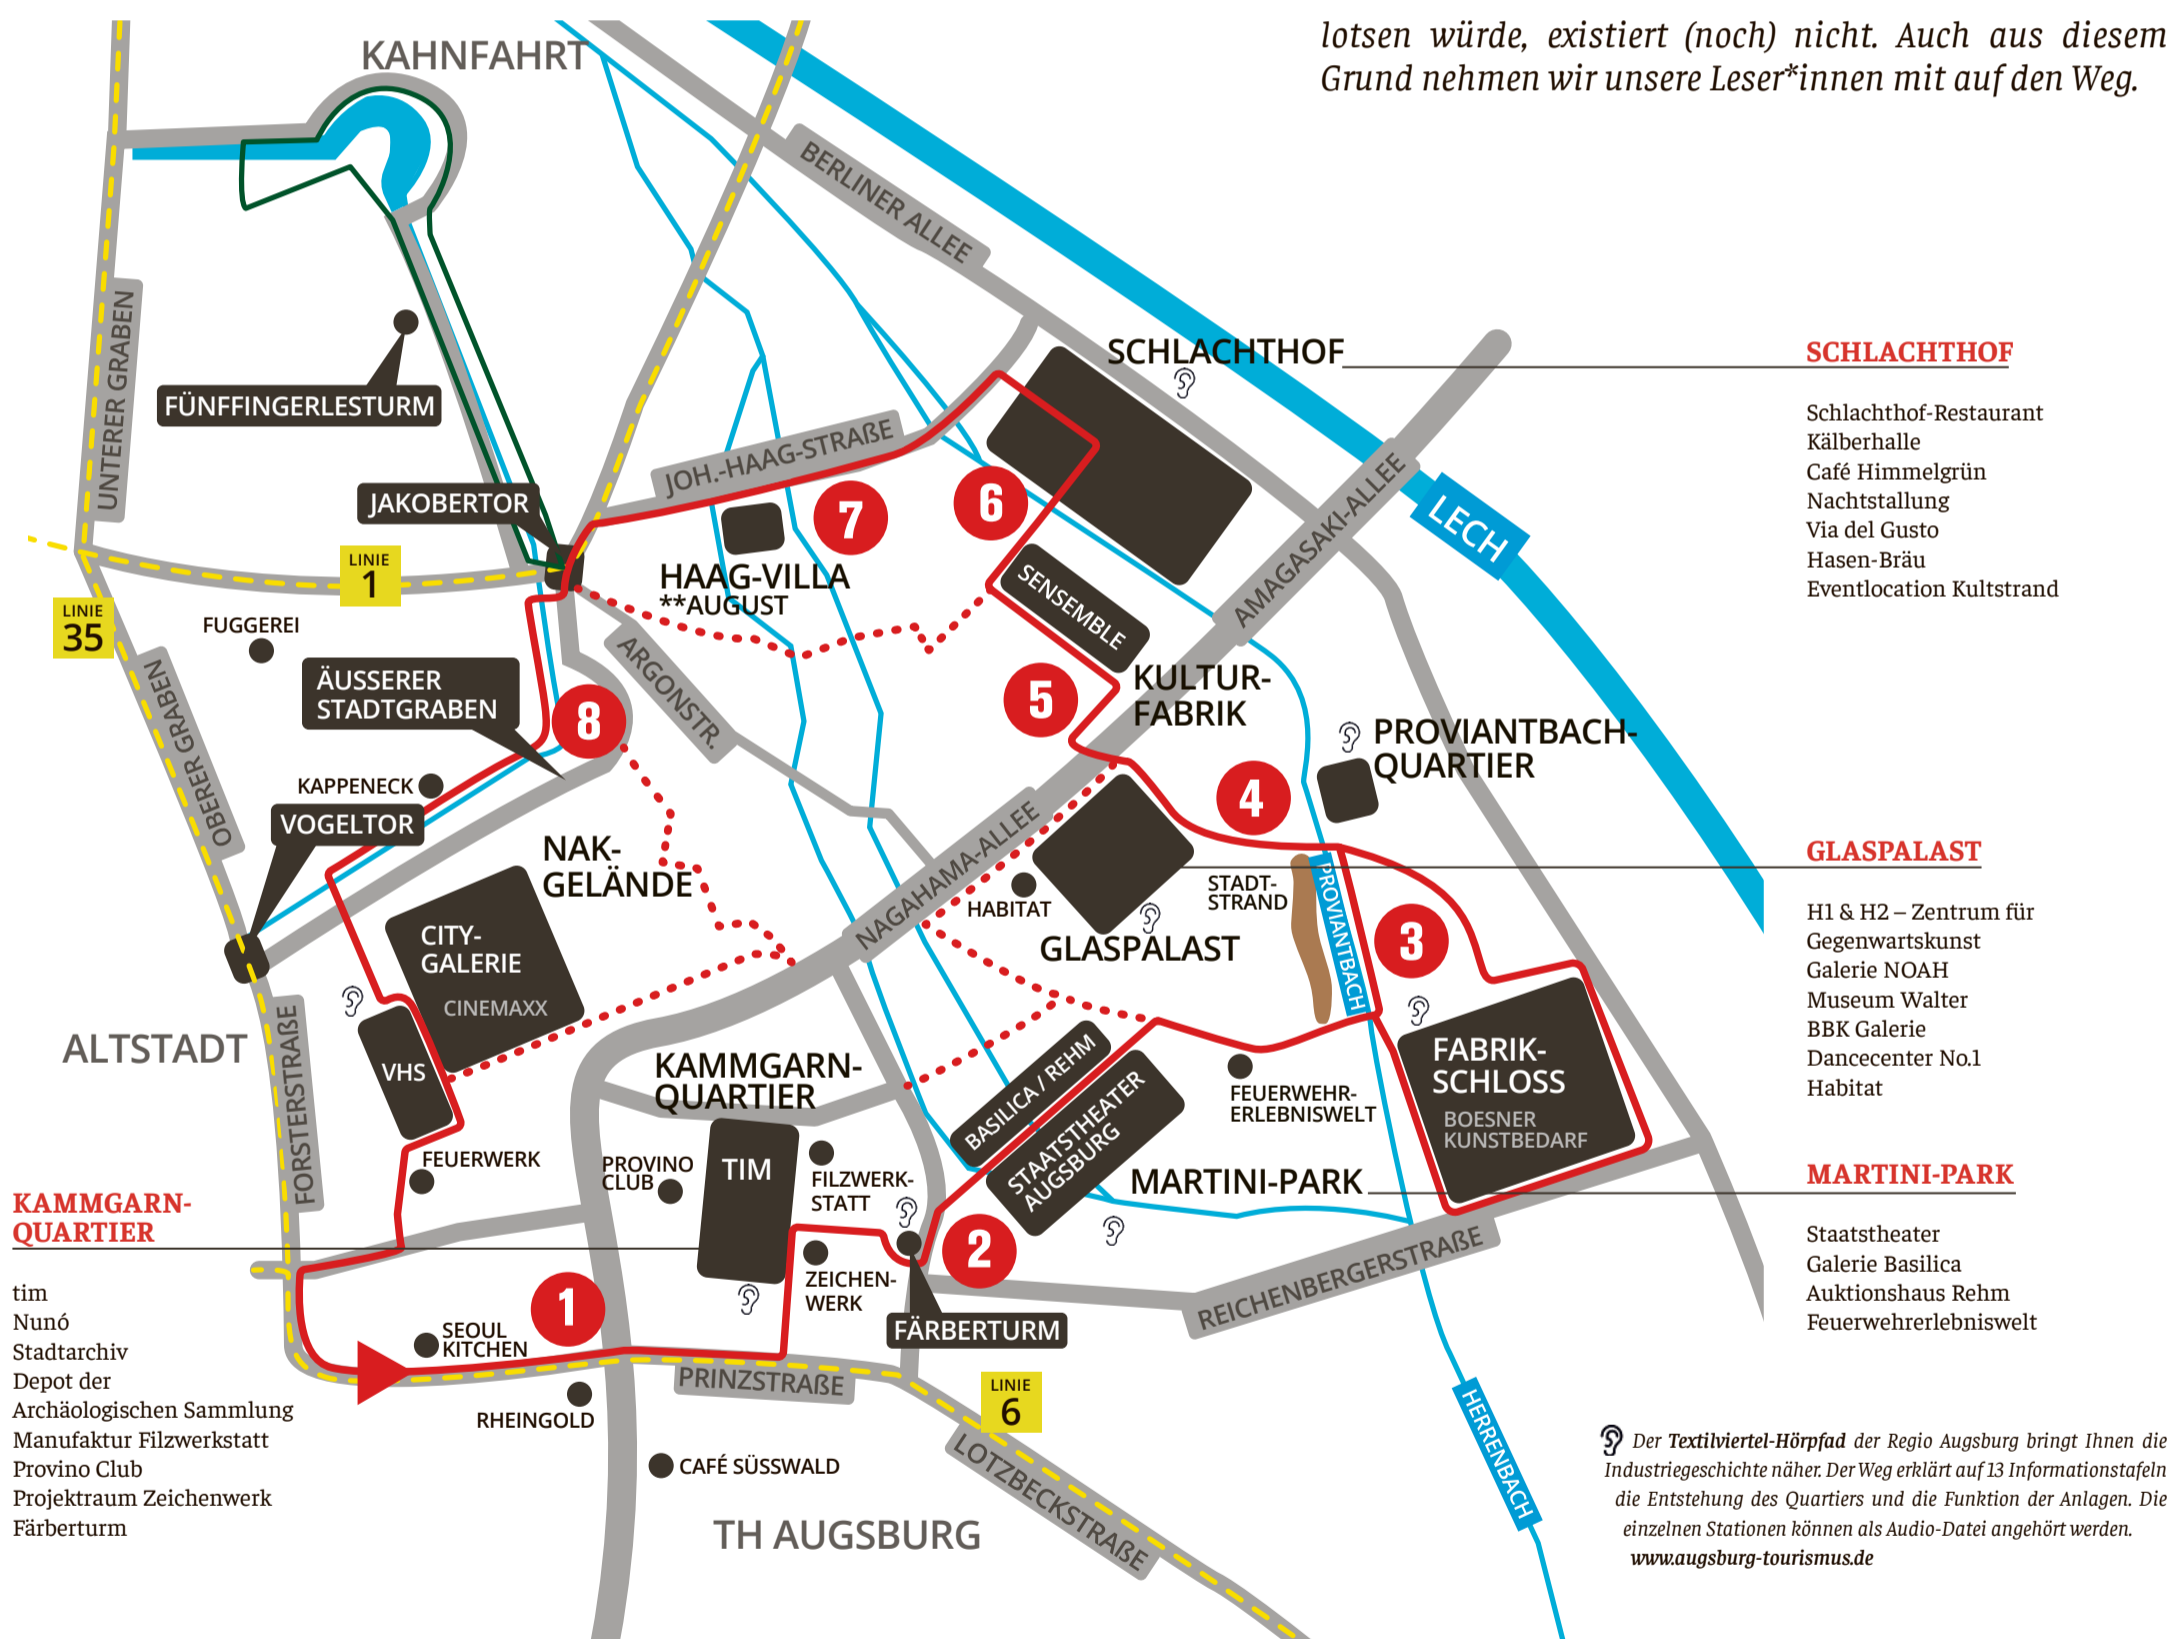 lotsen würde, existiert (noch) nicht. Auch aus diesem
Grund nehmen wir unsere Leser*innen mit auf den Weg.
KAHNFAHRT
BERLINER ALLEE
UNTERER GRABEN
FÜNFFINGERLESTURM
SCHLACHTHOF
SCHLACHTHOF
Schlachthof-Restaurant
Kälberhalle
Café Himmelgrün
Nachtstallung
Via del Gusto
Hasen-Bräu
Eventlocation Kultstrand
JOH.-HAAG-STRAßE
JAKOBERTOR
7
6
AMAGASAKI-ALLEE
LECH
LINIE
1
LINIE
35
HAAG-VILLA
**AUGUST
SENSEMBLE
FUGGEREI
OBERER GRABEN
ÄUSSERER
STADTGRABEN
8
ARGONSTR.
5
KULTUR-
FABRIK
PROVIANTBACH-
QUARTIER
4
KAPPENECK
VOGELTOR
NAK-
GELÄNDE
NAGAHAMA-ALLEE
HABITAT
GLASPALAST
STADT-
STRAND
PROVIANTBACH
3
GLASPALAST
H1 & H2 – Zentrum für
Gegenwartskunst
Galerie NOAH
Museum Walter
BBK Galerie
Dancecenter No.1
Habitat
CITY-
GALERIE
CINEMAXX
ALTSTADT
FORSTERSTRAßE
VHS
KAMMGARN-
QUARTIER
BASILICA / REHM
STAATSTHEATER
AUGSBURG
FEUERWEHR-
ERLEBNISWELT
FABRIK-
SCHLOSS
BOESNER
KUNSTBEDARF
FEUERWERK
PROVINO
CLUB
TIM
FILZWERK-
STATT
MARTINI-PARK
MARTINI-PARK
Staatstheater
Galerie Basilica
Auktionshaus Rehm
Feuerwehrerlebniswelt
KAMMGARN-
QUARTIER
tim
Nunó
Stadtarchiv
Depot der
Archäologischen Sammlung
Manufaktur Filzwerkstatt
Provino Club
Projektraum Zeichenwerk
Färberturm
2
ZEICHEN-
WERK
1
FÄRBERTURM
REICHENBERGERSTRAßE
SEOUL
KITCHEN
PRINZSTRAßE
RHEINGOLD
LINIE
6
CAFÉ SÜSSWALD
LOTZBECKSTRAßE
TH AUGSBURG
HERRENBACH
Der Textilviertel-Hörpfad der Regio Augsburg bringt Ihnen die
Industriegeschichte näher. Der Weg erklärt auf 13 Informationstafeln
die Entstehung des Quartiers und die Funktion der Anlagen. Die
einzelnen Stationen können als Audio-Datei angehört werden.
www.augsburg-tourismus.de